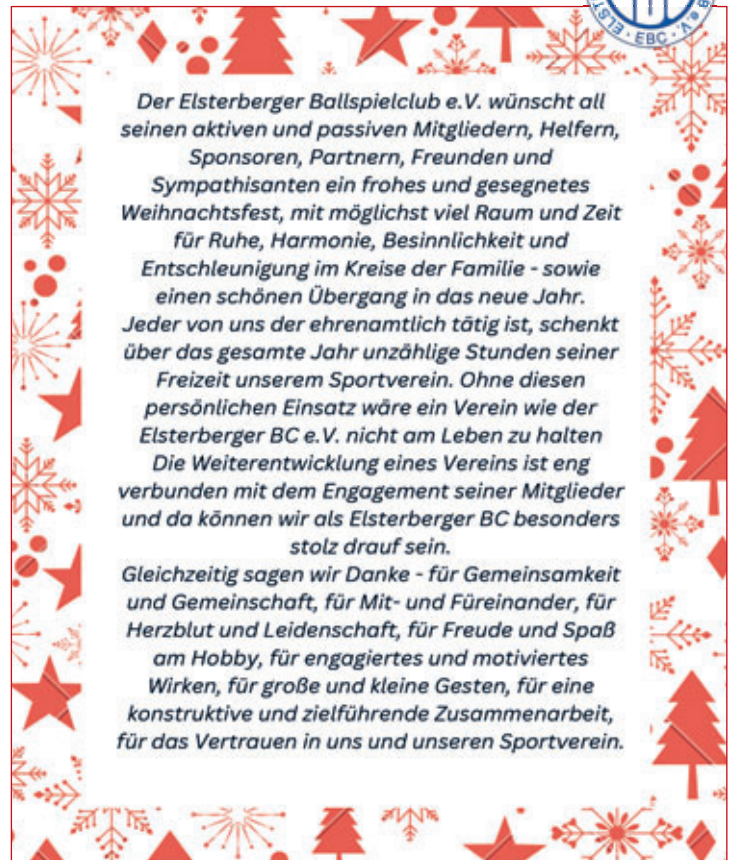 · EBC ·
Der Elsterberger Ballspielclub e.V. wünscht all
seinen aktiven und passiven Mitgliedern, Helfern,
Sponsoren, Partnern, Freunden und
Sympathisanten ein frohes und gesegnetes
Weihnachtsfest, mit möglichst viel Raum und Zeit
für Ruhe, Harmonie, Besinnlichkeit und
Entschleunigung im Kreise der Familie - sowie
einen schönen Übergang in das neue Jahr.
Jeder von uns der ehrenamtlich tätig ist, schenkt
über das gesamte Jahr unzählige Stunden seiner
Freizeit unserem Sportverein. Ohne diesen
persönlichen Einsatz wäre ein Verein wie der
Elsterberger BC e.V. nicht am Leben zu halten
Die Weiterentwicklung eines Vereins ist eng
verbunden mit dem Engagement seiner Mitglieder
und da können wir als Elsterberger BC besonders
stolz drauf sein.
Gleichzeitig sagen wir Danke - für Gemeinsamkeit
und Gemeinschaft, für Mit- und Füreinander, für
Herzblut und Leidenschaft, für Freude und Spaß
am Hobby, für engagiertes und motiviertes
Wirken, für große und kleine Gesten, für eine
konstruktive und zielführende Zusammenarbeit,
für das Vertrauen in uns und unseren Sportverein.